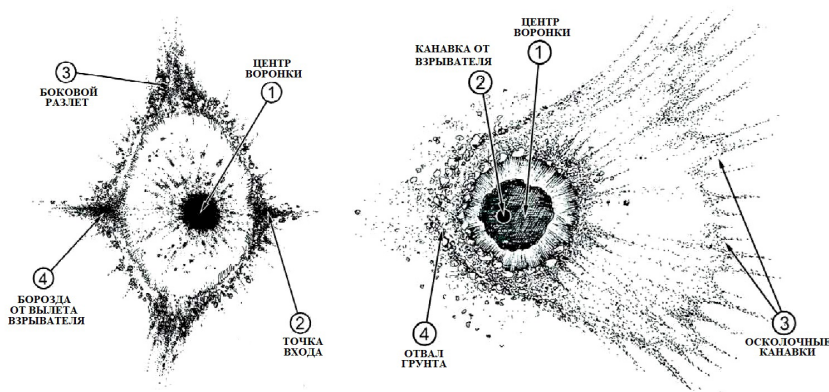 3
БОКОВОЙ
РАЗЛЕТ
ЦЕНТР
ВОРОНКИ
1
4
БОРОЗДА
ОТ ВЫЛЕТА
ВЗРЫВАТЕЛЯ
2
ТОЧКА
ВХОДА
КАНАВКА ОТ
ВЗРЫВАТЕЛЯ
2
ЦЕНТР
ВОРОНКИ
1
4
ОТВАЛ
ГРУНТА
3
ОСКОЛОЧНЫЕ
КАНАВКИ